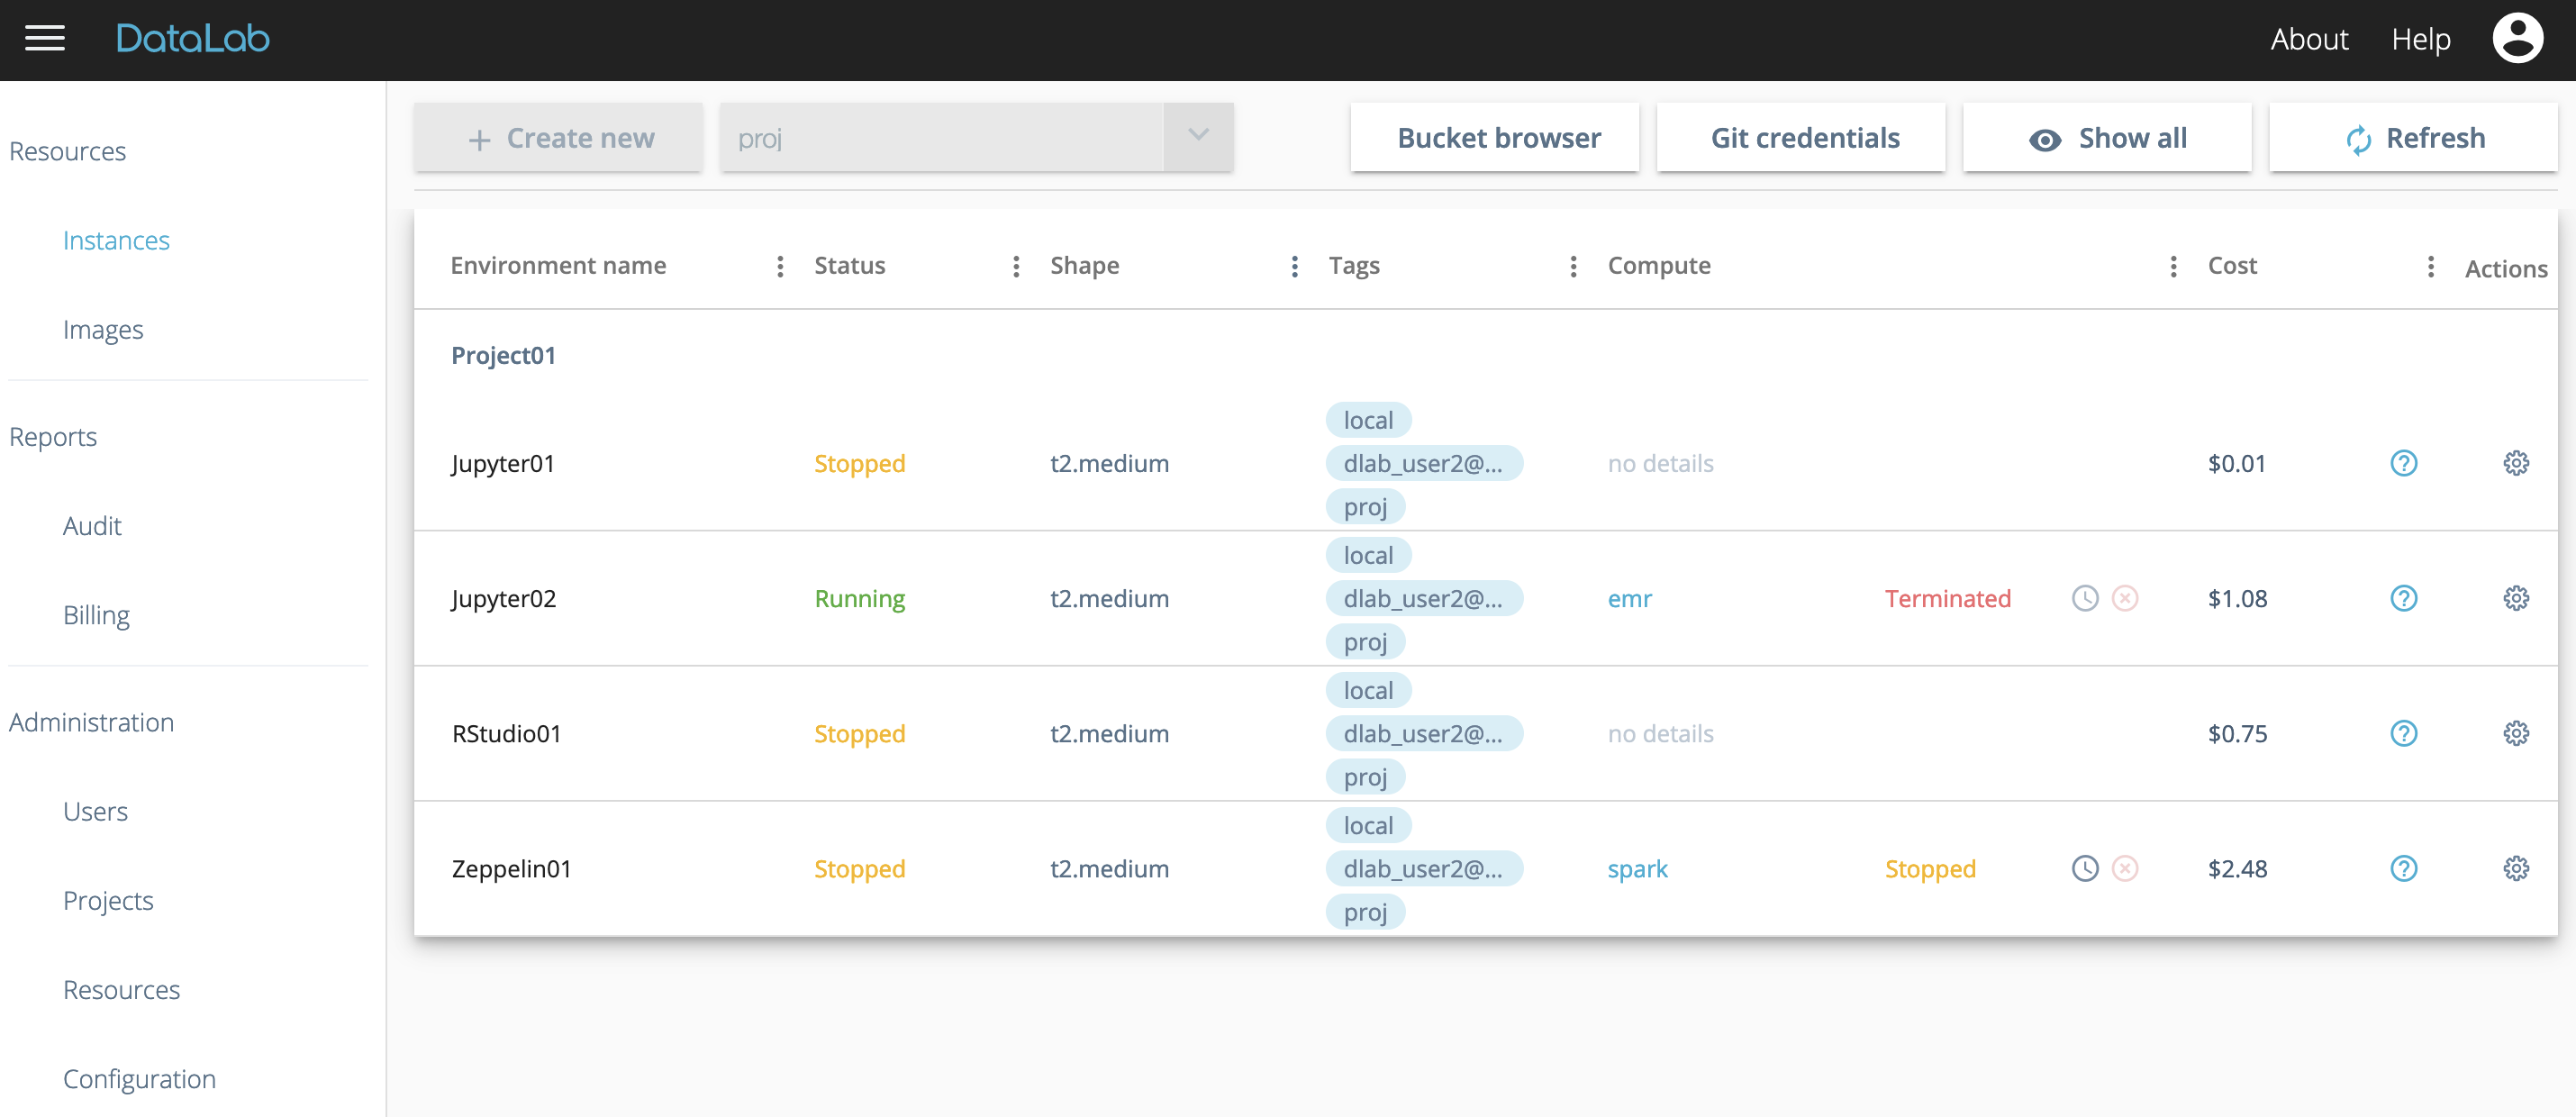 DataLab
About Help
Resources
Instances
Images
Reports
Audit
Billing
Administration
Users
Projects
Resources
Configuration
Create new
proj
Bucket browser
Git credentials
Show all
Refresh
Environment name Status Shape Tags Compute Cost Actions
Project01
Jupyter01 Stopped t2.medium local dlab_user2@... proj no details $0.01
Jupyter02 Running t2.medium local dlab_user2@... proj emr Terminated $1.08
RStudio01 Stopped t2.medium local dlab_user2@... proj no details $0.75
Zeppelin01 Stopped t2.medium local dlab_user2@... proj spark Stopped $2.48